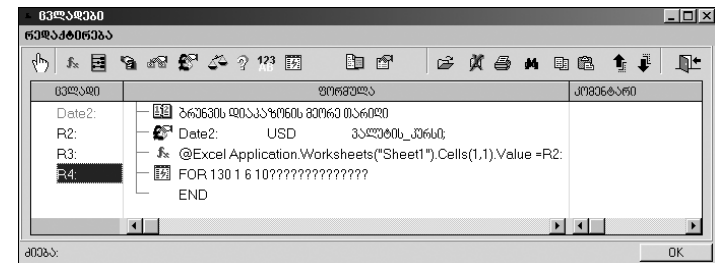 ცვლადები
რედაქტირება
123
ცვლადი ფორმულა კომენტარი
Date2: ბრუნვის დიაპაზონის მეორე თარიღი
R2: Date2: USD ვალუტის_კურსი;
R3: @Excel Application.Worksheets("Sheet1").Cells(1,1).Value =R2:
R4: FOR 130 1 6 10??????????????
END
ძიება: OK